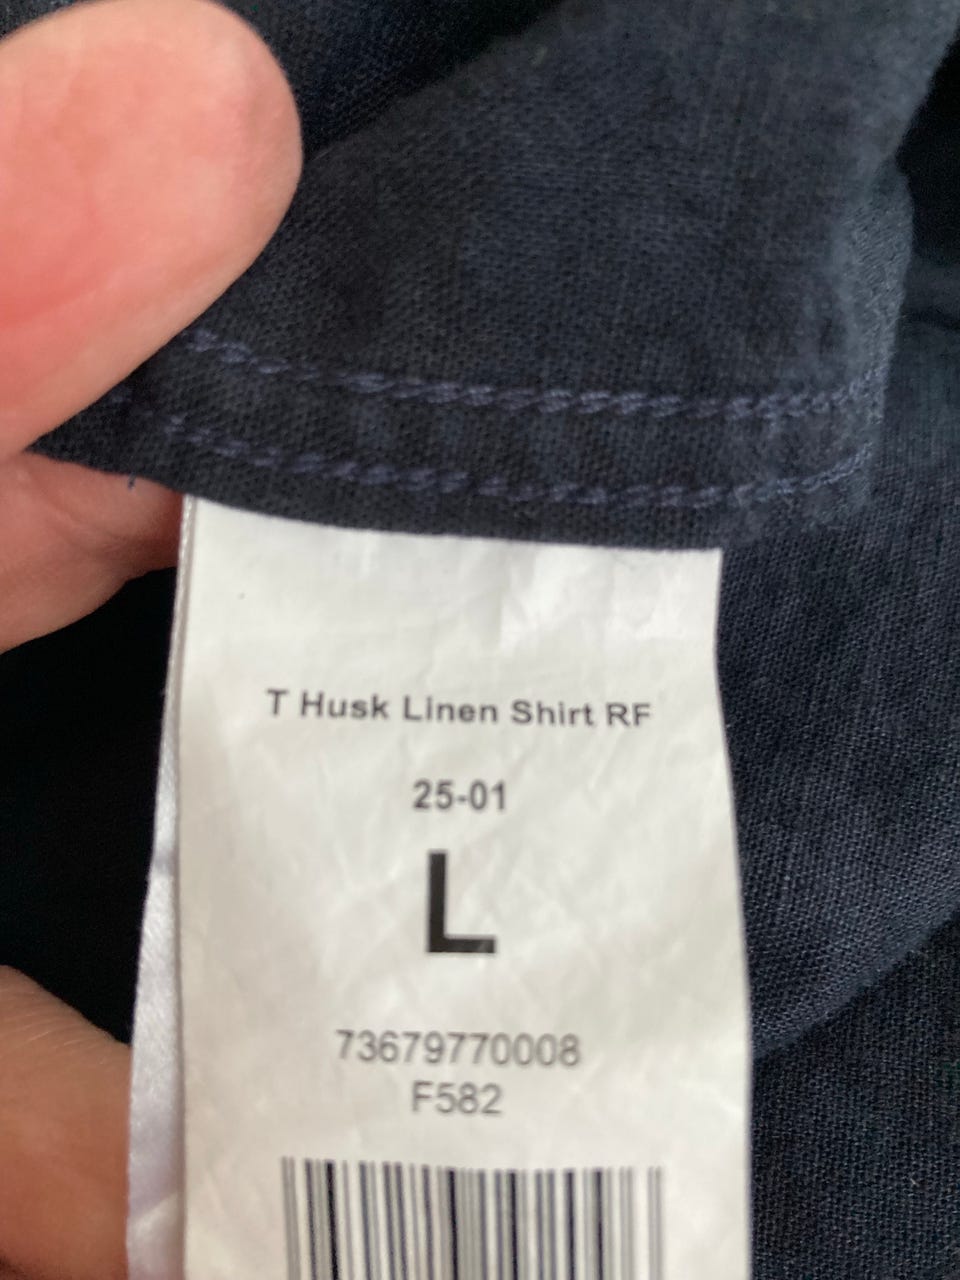 T Husk Linen Shirt RF
25-01
L
73679770008
F582